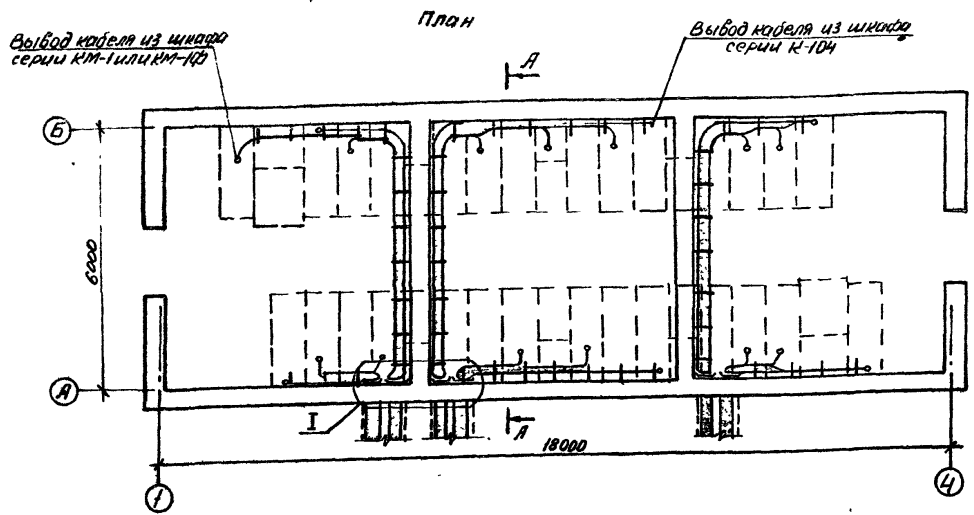 План
Вывод кабеля из шкафа
серии КМ-1 или КМ-1Ф
Вывод кабеля из шкафа
серии К-104
А
Б
6000
А
I
А
18000
1
4